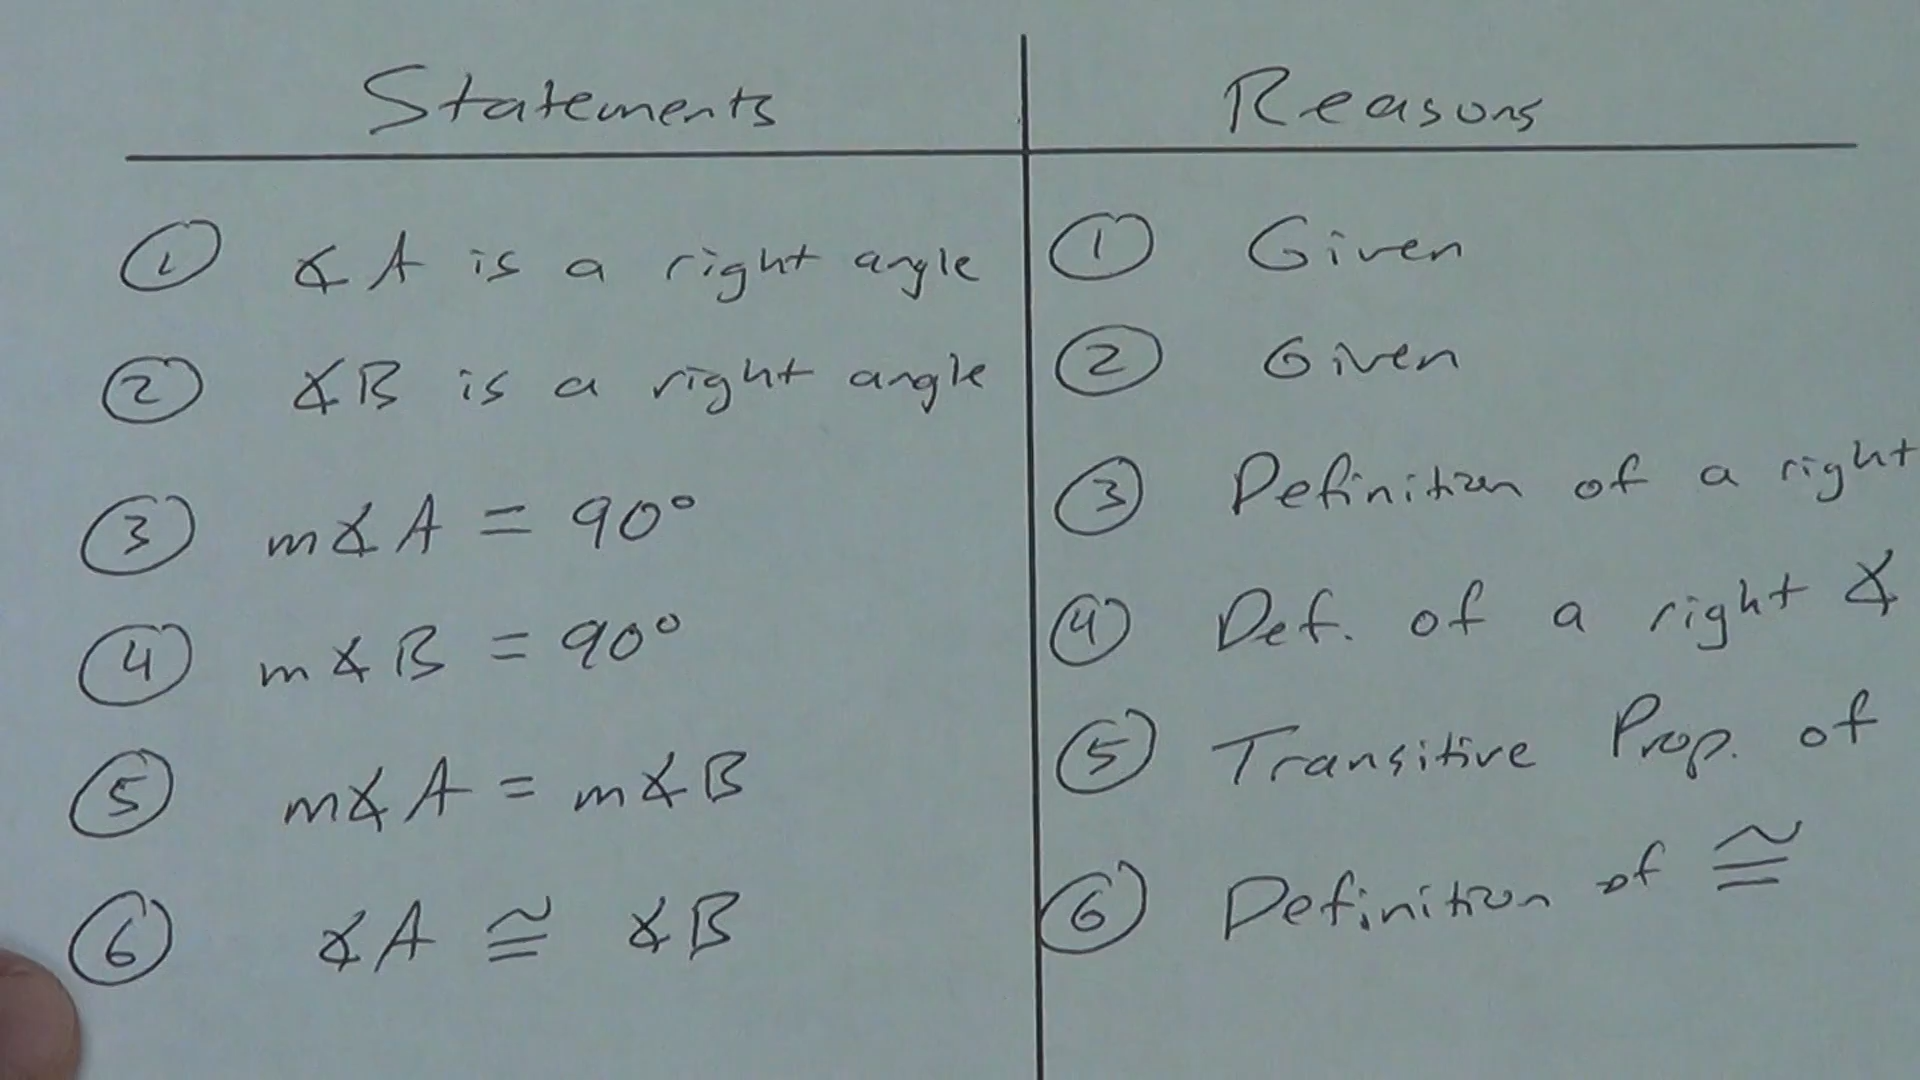 Statements Reasons
① ∡A is a right angle ① Given
② ∡B is a right angle ② Given
③ m∡A = 90° ③ Definition of a right
④ m∡B = 90° ④ Def. of a right ∡
⑤ m∡A = m∡B ⑤ Transitive Prop. of
⑥ ∡A ≅ ∡B ⑥ Definition of ≅